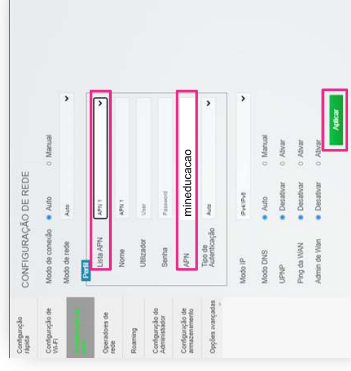 CONFIGURAÇÃO DE REDE
Configuração
rápida
Configuração de
Wi-Fi
Operadores de
rede
Roaming
Configuração do
Administrador
Configuração de
armazenamento
Opções avançadas
Modo de conexão
Auto
Manual
Modo de rede
Auto
Perfil
Lista APN
APN 1
Nome
APN 1
Utilizador
User
Senha
Password
APN
mineducacao
Tipo de
Autenticação
Auto
Modo IP
IPv4/IPv6
Modo DNS
Auto
Manual
UPNP
Desativar
Ativar
Ping da WAN
Desativar
Ativar
Admin de Wan
Desativar
Ativar
Aplicar